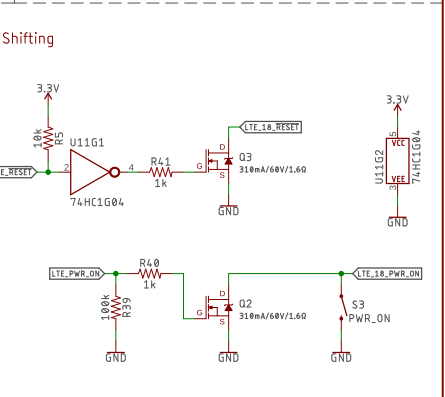 Shifting
3.3V
10k
R5
U11G1
E_RESET
2
4
74HC1G04
R41
1k
G
D
S
Q3
310mA/60V/1.6Ω
LTE_18_RESET
GND
3.3V
5
VCC
VEE
3
U11G2
74HC1G04
GND
LTE_PWR_ON
R40
1k
100k
R39
GND
G
D
S
Q2
310mA/60V/1.6Ω
GND
LTE_18_PWR_ON
S3
PWR_ON
GND